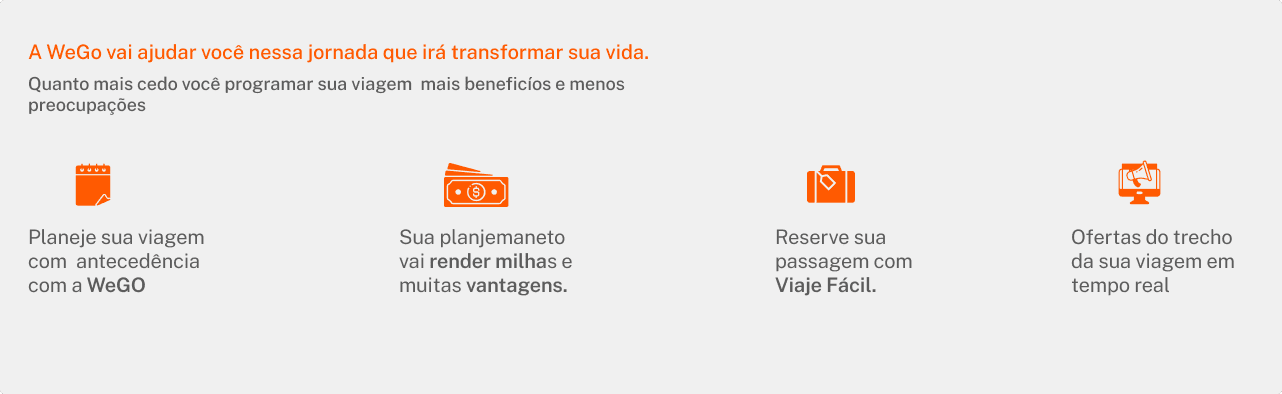 A WeGo vai ajudar você nessa jornada que irá transformar sua vida.
Quanto mais cedo você programar sua viagem  mais beneficíos e menos
preocupações
Planeje sua viagem
com  antecedência
com a WeGO
Sua planjemaneto
vai render milhas e
muitas vantagens.
Reserve sua
passagem com
Viaje Fácil.
Ofertas do trecho
da sua viagem em
tempo real